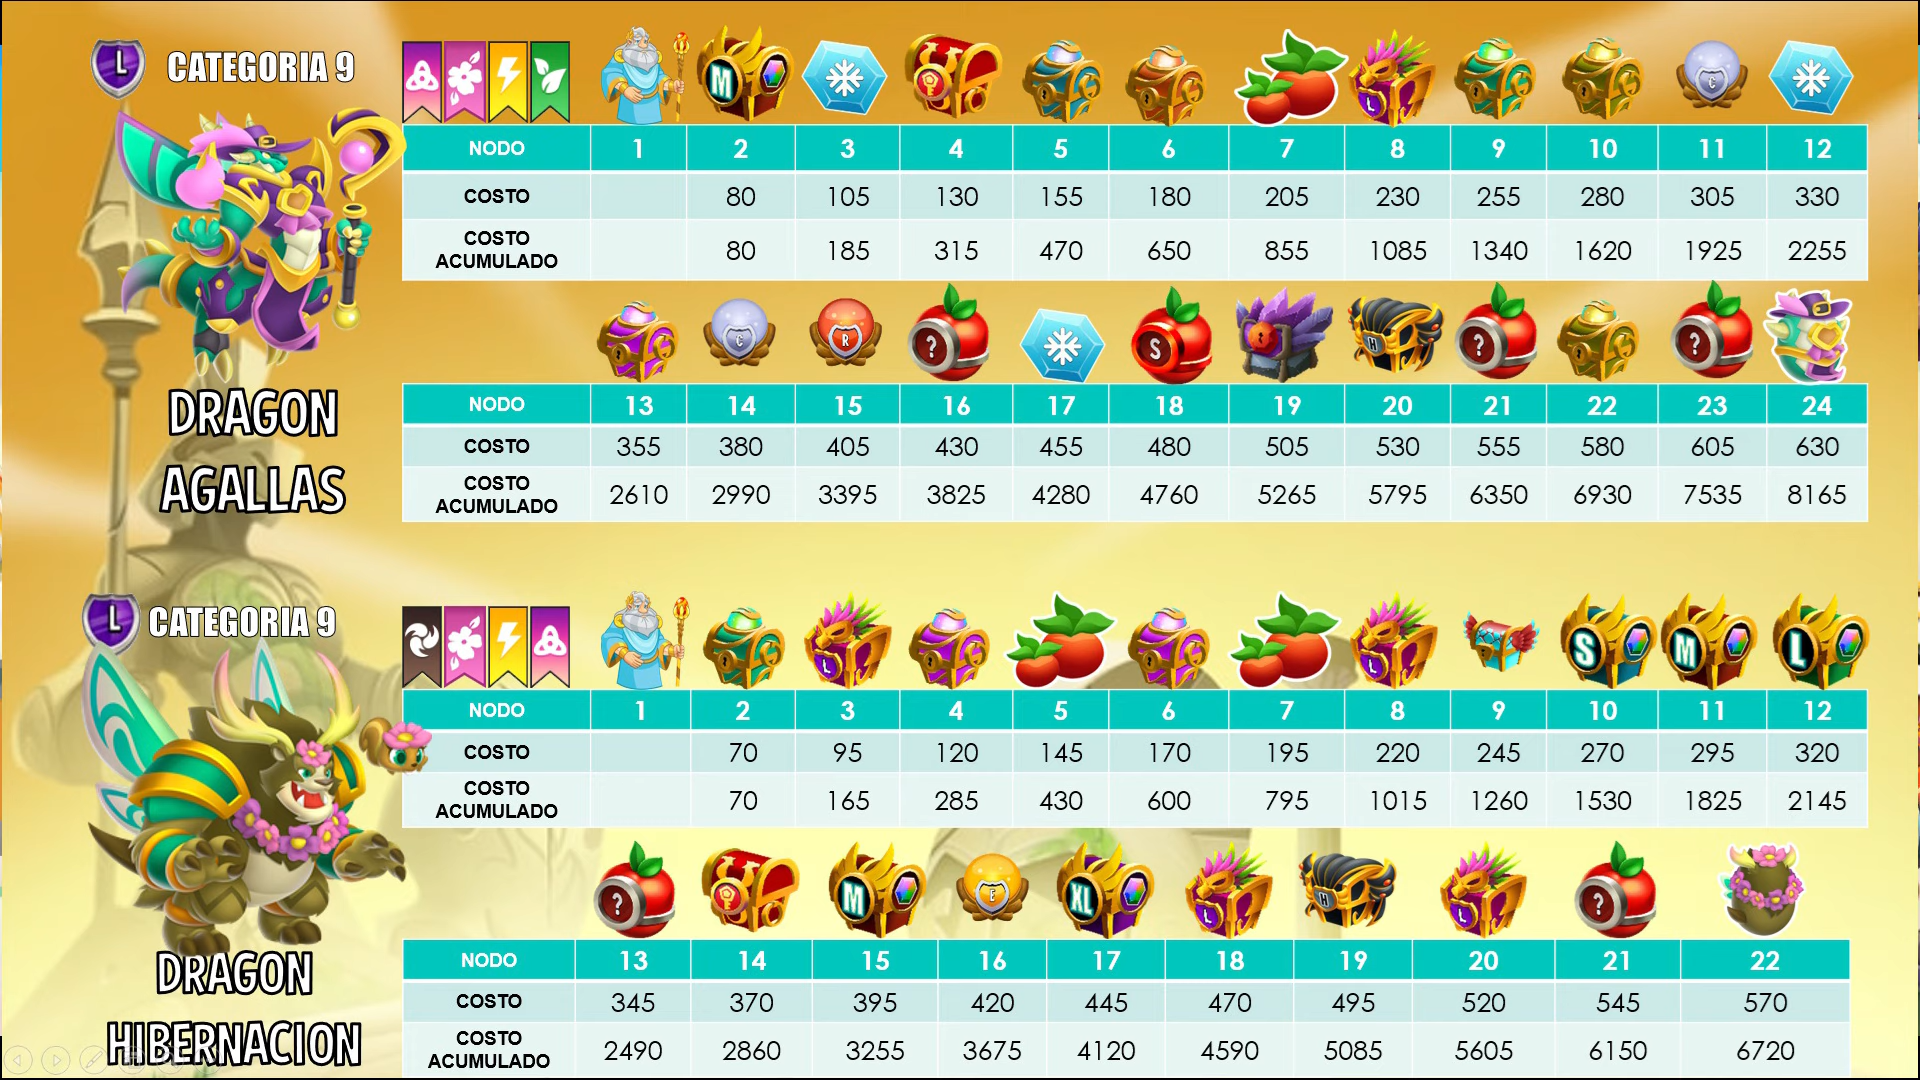 L CATEGORIA 9
M L C
NODO 1 2 3 4 5 6 7 8 9 10 11 12
COSTO 80 105 130 155 180 205 230 255 280 305 330
COSTO
ACUMULADO 80 185 315 470 650 855 1085 1340 1620 1925 2255
C R ? S H ? ?
DRAGON
AGALLAS
NODO 13 14 15 16 17 18 19 20 21 22 23 24
COSTO 355 380 405 430 455 480 505 530 555 580 605 630
COSTO
ACUMULADO 2610 2990 3395 3825 4280 4760 5265 5795 6350 6930 7535 8165
L CATEGORIA 9
L L S M L
NODO 1 2 3 4 5 6 7 8 9 10 11 12
COSTO 70 95 120 145 170 195 220 245 270 295 320
COSTO
ACUMULADO 70 165 285 430 600 795 1015 1260 1530 1825 2145
? M E XL L H L ?
DRAGON
HIBERNACION
NODO 13 14 15 16 17 18 19 20 21 22
COSTO 345 370 395 420 445 470 495 520 545 570
COSTO
ACUMULADO 2490 2860 3255 3675 4120 4590 5085 5605 6150 6720